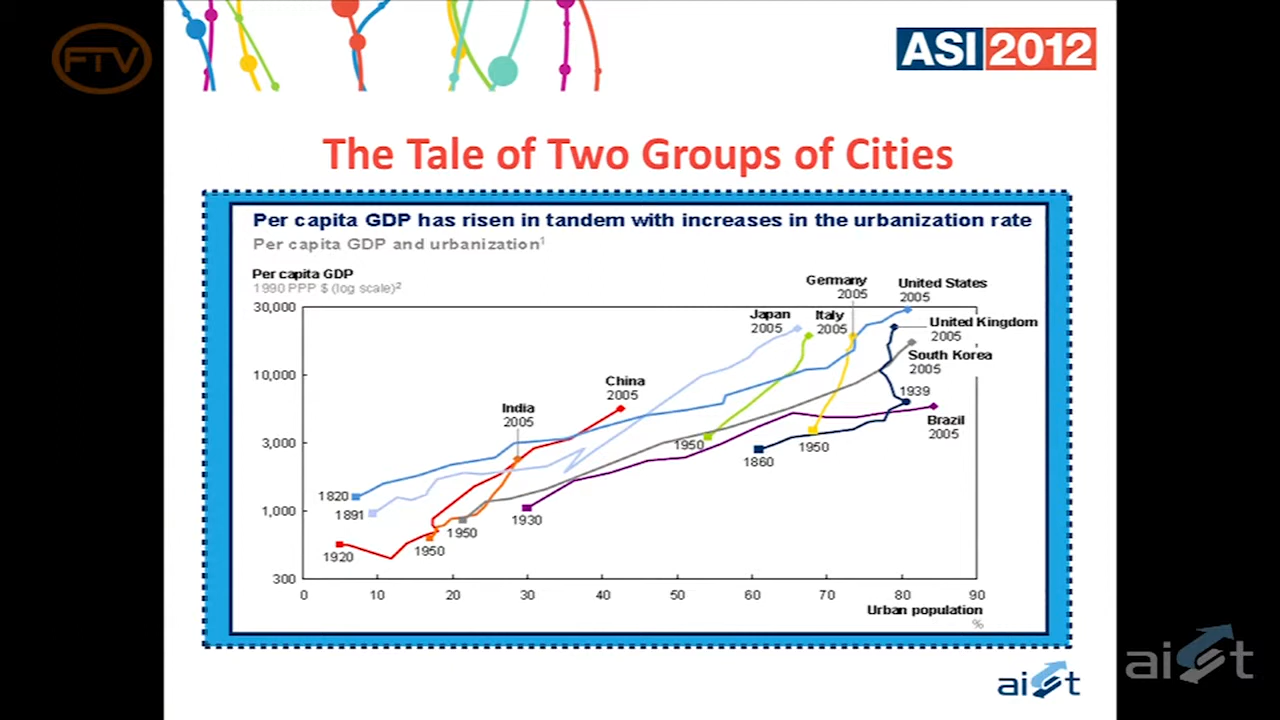 FTV
ASI 2012
The Tale of Two Groups of Cities
Per capita GDP has risen in tandem with increases in the urbanization rate
Per capita GDP and urbanization1
Per capita GDP
1990 PPP $ (log scale)2
30,000
10,000
3,000
1,000
300
0 10 20 30 40 50 60 70 80 90
Urban population
%
Germany
2005
United States
2005
Japan
2005
Italy
2005
United Kingdom
2005
South Korea
2005
China
2005
1939
India
2005
Brazil
2005
1950
1950
1860
1820
1891
1930
1950
1950
1920
aist
aist